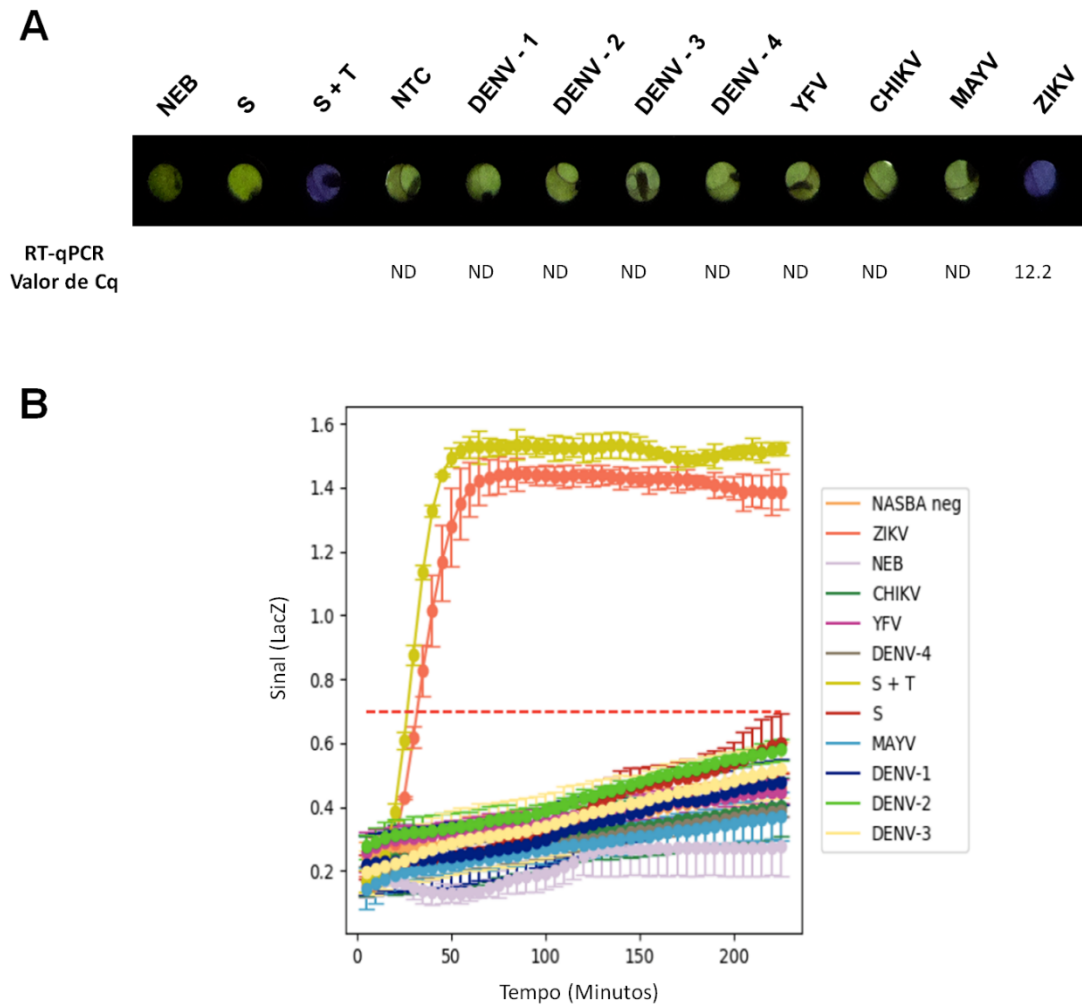 A
NEB S S + T NTC DENV - 1 DENV - 2 DENV - 3 DENV - 4 YFV CHIKV MAYV ZIKV
RT-qPCR
Valor de Cq
ND ND ND ND ND ND ND ND 12.2
B
1.6
1.4
1.2
1.0
0.8
0.6
0.4
0.2
Sinal (LacZ)
0 50 100 150 200
Tempo (Minutos)
NASBA neg
ZIKV
NEB
CHIKV
YFV
DENV-4
S + T
S
MAYV
DENV-1
DENV-2
DENV-3